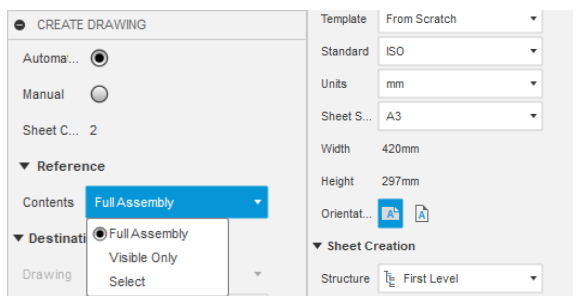 CREATE DRAWING
Automa...
Manual
Sheet C... 2
Reference
Contents Full Assembly
Full Assembly
Visible Only
Select
Destinati
Drawing
Template From Scratch
Standard ISO
Units mm
Sheet S... A3
Width 420mm
Height 297mm
Orientat... A A
Sheet Creation
Structure First Level